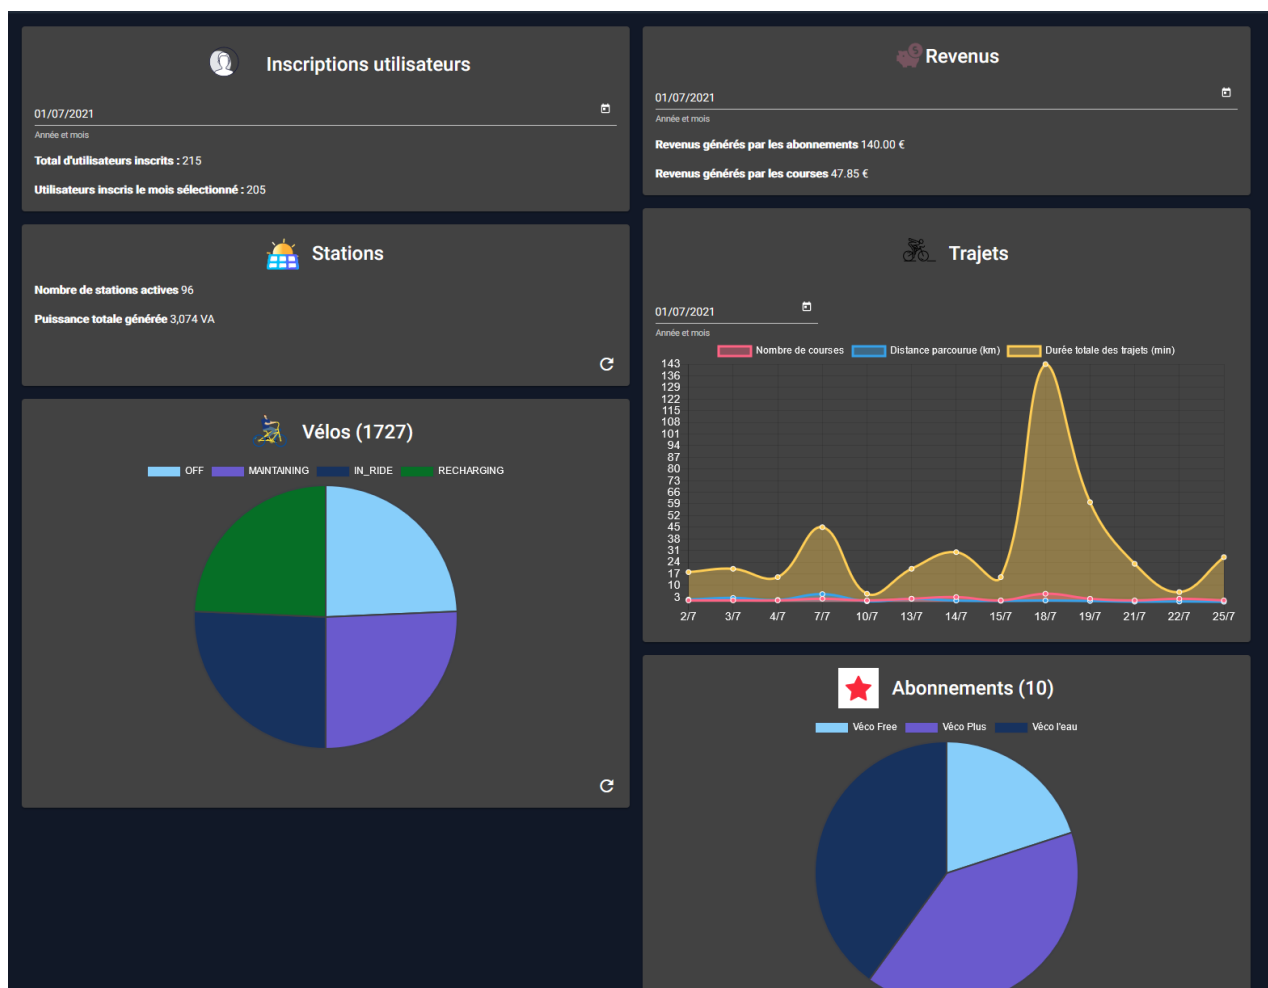 Inscriptions utilisateurs
01/07/2021
Année et mois
Total d'utilisateurs inscrits : 215
Utilisateurs inscris le mois sélectionné : 205
Stations
Nombre de stations actives 96
Puissance totale générée 3,074 VA
Vélos (1727)
OFF MAINTAINING IN_RIDE RECHARGING
Revenus
01/07/2021
Année et mois
Revenus générés par les abonnements 140.00 €
Revenus générés par les courses 47.85 €
Trajets
01/07/2021
Année et mois
Nombre de courses Distance parcourue (km) Durée totale des trajets (min)
143
136
129
122
115
108
101
94
87
80
73
66
59
52
45
38
31
24
17
10
3
2/7 3/7 4/7 7/7 10/7 13/7 14/7 15/7 18/7 19/7 21/7 22/7 25/7
Abonnements (10)
Véco Free Véco Plus Véco l'eau